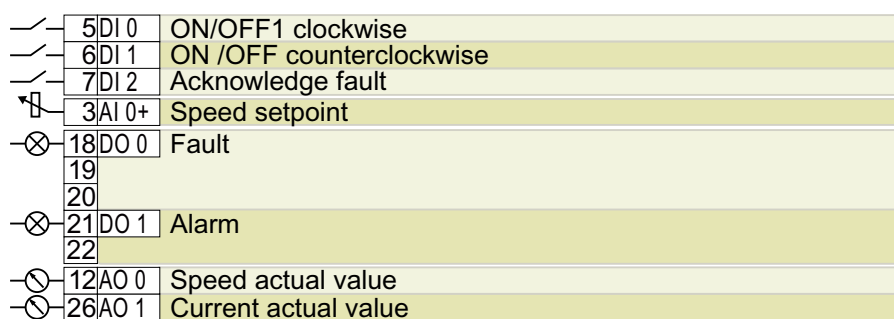 5 DI 0 ON/OFF1 clockwise
6 DI 1 ON /OFF counterclockwise
7 DI 2 Acknowledge fault
3 AI 0+ Speed setpoint
18 DO 0 Fault
19
20
21 DO 1 Alarm
22
12 AO 0 Speed actual value
26 AO 1 Current actual value